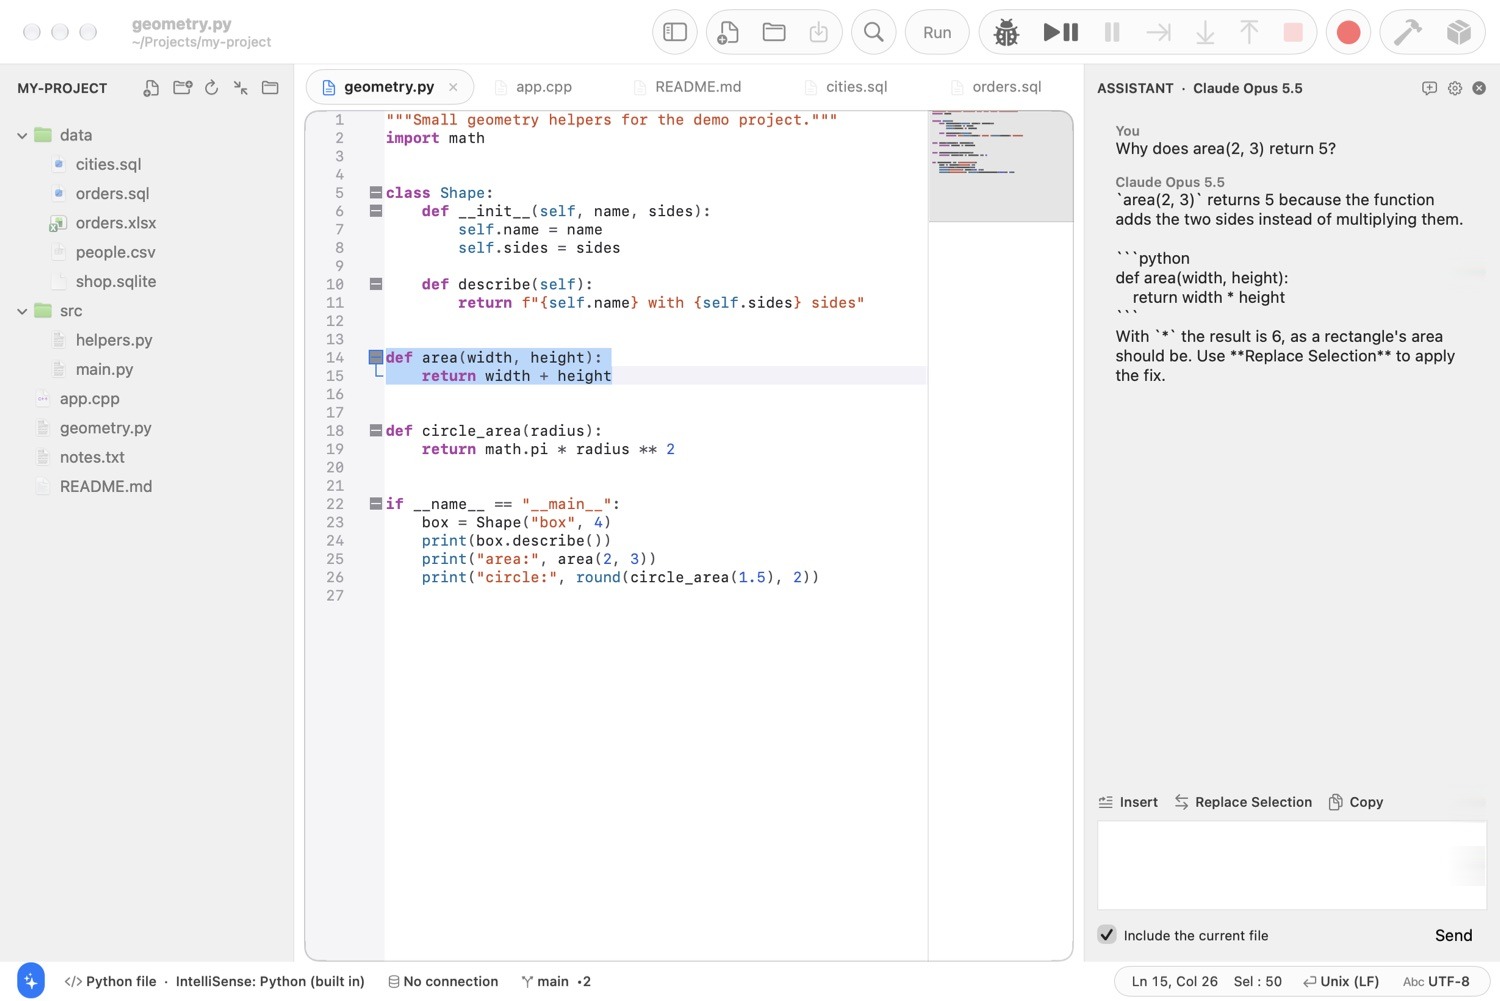 geometry.py
~/Projects/my-project
Run
MY-PROJECT
data
cities.sql
orders.sql
orders.xlsx
people.csv
shop.sqlite
src
helpers.py
main.py
app.cpp
geometry.py
notes.txt
README.md
geometry.py
app.cpp
README.md
cities.sql
orders.sql
1 """Small geometry helpers for the demo project."""
2 import math
3
4
5 class Shape:
6     def __init__(self, name, sides):
7         self.name = name
8         self.sides = sides
9
10     def describe(self):
11         return f"{self.name} with {self.sides} sides"
12
13
14 def area(width, height):
15     return width + height
16
17
18 def circle_area(radius):
19     return math.pi * radius ** 2
20
21
22 if __name__ == "__main__":
23     box = Shape("box", 4)
24     print(box.describe())
25     print("area:", area(2, 3))
26     print("circle:", round(circle_area(1.5), 2))
27
ASSISTANT · Claude Opus 5.5
You
Why does area(2, 3) return 5?
Claude Opus 5.5
`area(2, 3)` returns 5 because the function
adds the two sides instead of multiplying them.
```python
def area(width, height):
    return width * height
```
With `*` the result is 6, as a rectangle's area
should be. Use **Replace Selection** to apply
the fix.
Insert
Replace Selection
Copy
Include the current file
Send
</> Python file · IntelliSense: Python (built in)
No connection
main •2
Ln 15, Col 26
Sel : 50
Unix (LF)
Abc UTF-8